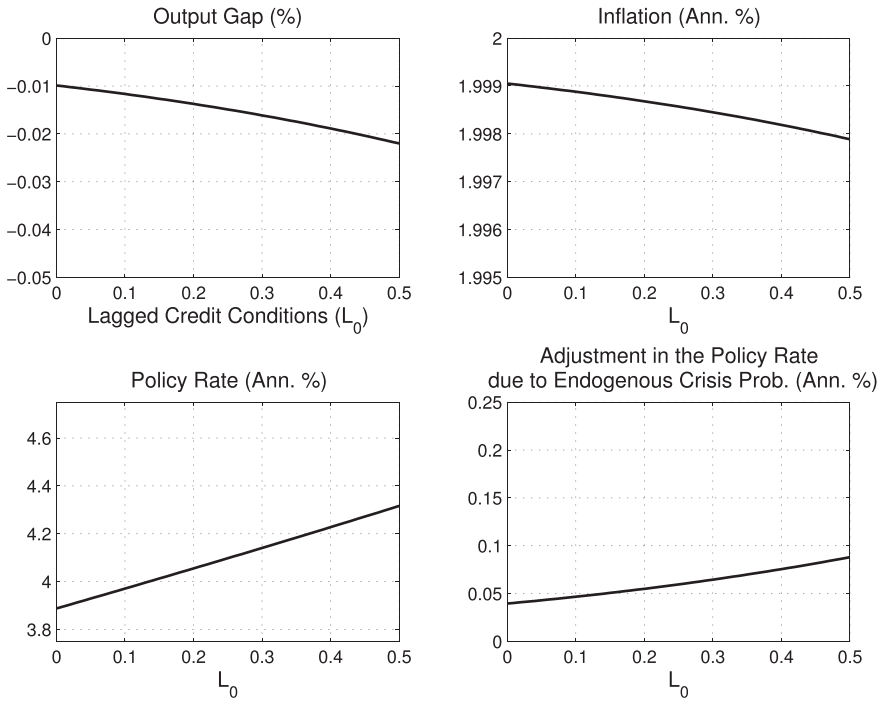 Output Gap (%)
0
−0.01
−0.02
−0.03
−0.04
−0.05
0 0.1 0.2 0.3 0.4 0.5
Lagged Credit Conditions (L0)
Inflation (Ann. %)
2
1.999
1.998
1.997
1.996
1.995
0 0.1 0.2 0.3 0.4 0.5
L0
Policy Rate (Ann. %)
4.6
4.4
4.2
4
3.8
0 0.1 0.2 0.3 0.4 0.5
L0
Adjustment in the Policy Rate
due to Endogenous Crisis Prob. (Ann. %)
0.25
0.2
0.15
0.1
0.05
0
0 0.1 0.2 0.3 0.4 0.5
L0